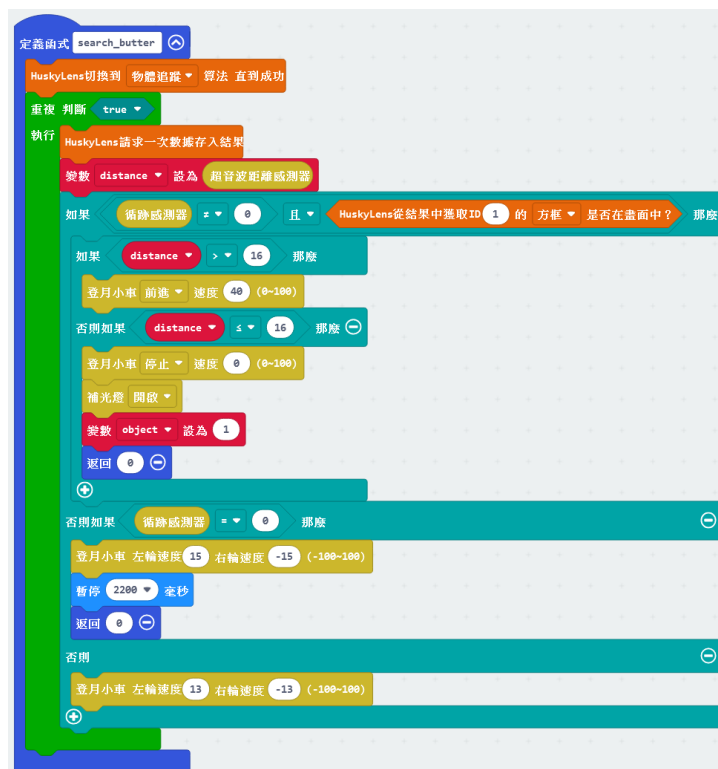 定義函式 search_butter
HuskyLens切換到 物體追蹤 算法 直到成功
重複 判斷 true
執行
HuskyLens請求一次數據存入結果
變數 distance 設為 超音波距離感測器
如果 循跡感測器 ≠ 0 且 HuskyLens從結果中獲取ID 1 的 方框 是否在畫面中？ 那麼
如果 distance > 16 那麼
登月小車 前進 速度 40 (0~100)
否則如果 distance ≤ 16 那麼
登月小車 停止 速度 0 (0~100)
補光燈 開啟
變數 object 設為 1
返回 0
否則如果 循跡感測器 = 0 那麼
登月小車 左輪速度 15 右輪速度 -15 (-100~100)
暫停 2200 毫秒
返回 0
否則
登月小車 左輪速度 13 右輪速度 -13 (-100~100)